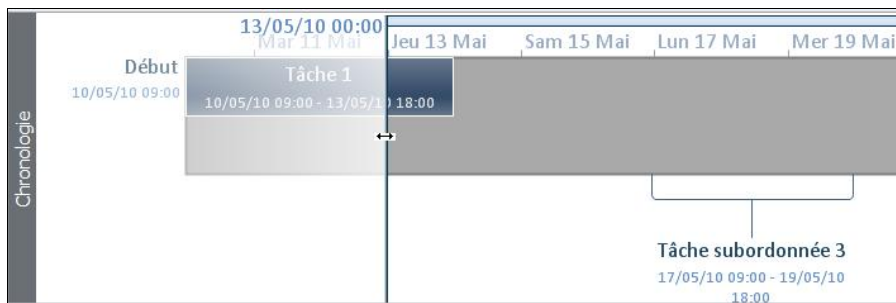 13/05/10 00:00
Mar 11 Mai
Jeu 13 Mai
Sam 15 Mai
Lun 17 Mai
Mer 19 Mai
Début
10/05/10 09:00
Tâche 1
10/05/10 09:00 - 13/05/10 18:00
Chronologie
Tâche subordonnée 3
17/05/10 09:00 - 19/05/10
18:00